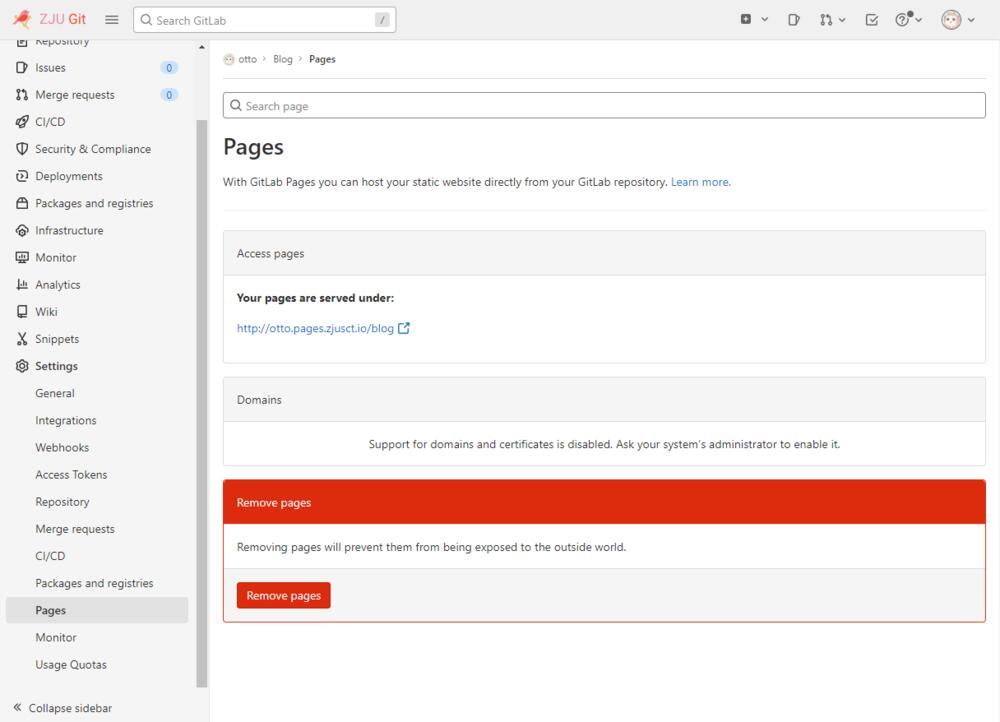 ZJU Git
Search GitLab
/
Repository
Issues 0
Merge requests 0
CI/CD
Security & Compliance
Deployments
Packages and registries
Infrastructure
Monitor
Analytics
Wiki
Snippets
Settings
General
Integrations
Webhooks
Access Tokens
Repository
Merge requests
CI/CD
Packages and registries
Pages
Monitor
Usage Quotas
Collapse sidebar
otto › Blog › Pages
Search page
Pages
With GitLab Pages you can host your static website directly from your GitLab repository. Learn more.
Access pages
Your pages are served under:
http://otto.pages.zjusct.io/blog
Domains
Support for domains and certificates is disabled. Ask your system's administrator to enable it.
Remove pages
Removing pages will prevent them from being exposed to the outside world.
Remove pages